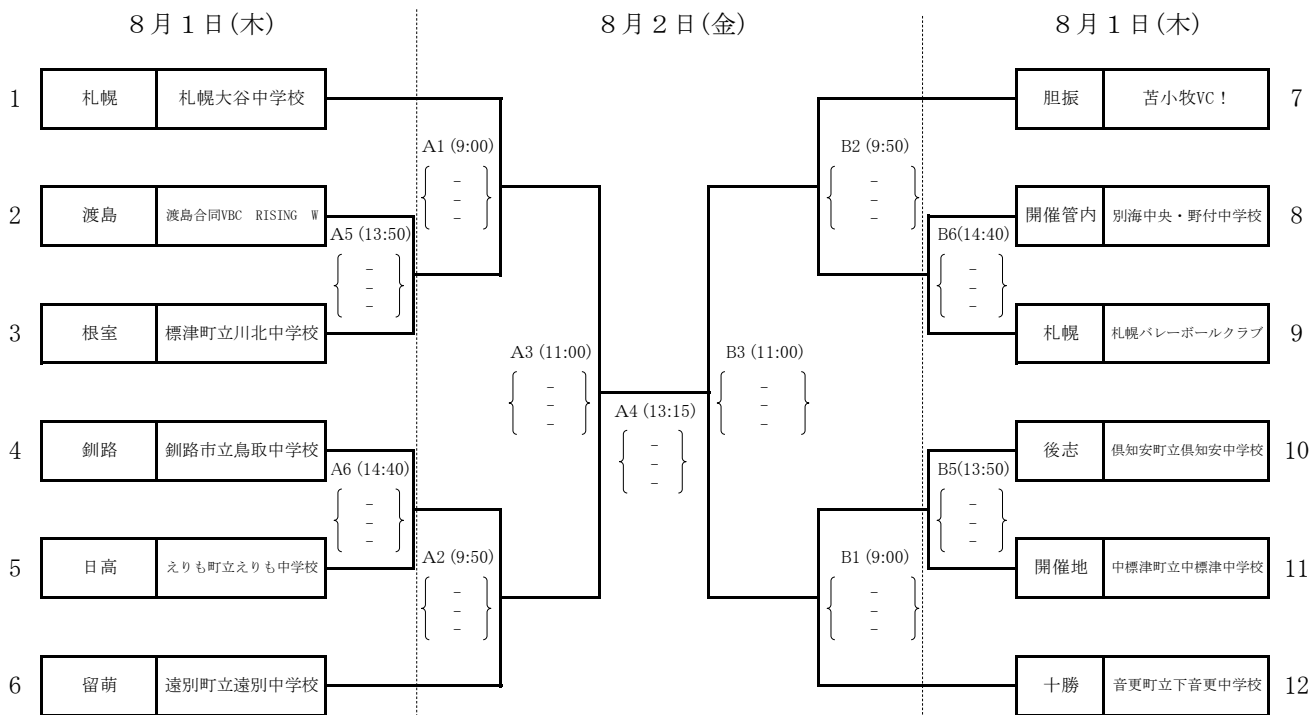 8月1日(木)
8月2日(金)
8月1日(木)
1 札幌 札幌大谷中学校
胆振 苫小牧VC! 7
A1 (9:00)
-
-
-
B2 (9:50)
-
-
-
2 渡島 渡島合同VBC RISING W
開催管内 別海中央・野付中学校 8
A5 (13:50)
-
-
-
B6(14:40)
-
-
-
3 根室 標津町立川北中学校
札幌 札幌バレーボールクラブ 9
A3 (11:00)
-
-
-
B3 (11:00)
-
-
-
A4 (13:15)
-
-
-
4 釧路 釧路市立鳥取中学校
後志 倶知安町立倶知安中学校 10
A6 (14:40)
-
-
-
B5(13:50)
-
-
-
5 日高 えりも町立えりも中学校
開催地 中標津町立中標津中学校 11
A2 (9:50)
-
-
-
B1 (9:00)
-
-
-
6 留萌 遠別町立遠別中学校
十勝 音更町立下音更中学校 12